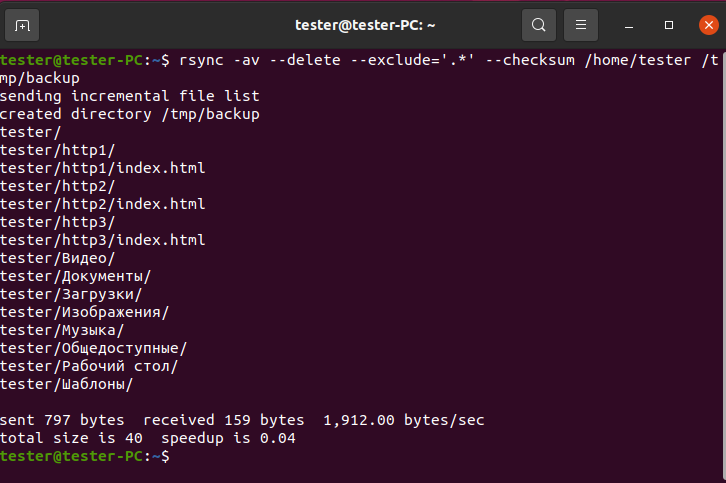 tester@tester-PC: ~
tester@tester-PC:~$ rsync -av --delete --exclude='.*' --checksum /home/tester /t
mp/backup
sending incremental file list
created directory /tmp/backup
tester/
tester/http1/
tester/http1/index.html
tester/http2/
tester/http2/index.html
tester/http3/
tester/http3/index.html
tester/Видео/
tester/Документы/
tester/Загрузки/
tester/Изображения/
tester/Музыка/
tester/Общедоступные/
tester/Рабочий стол/
tester/Шаблоны/
sent 797 bytes  received 159 bytes  1,912.00 bytes/sec
total size is 40  speedup is 0.04
tester@tester-PC:~$